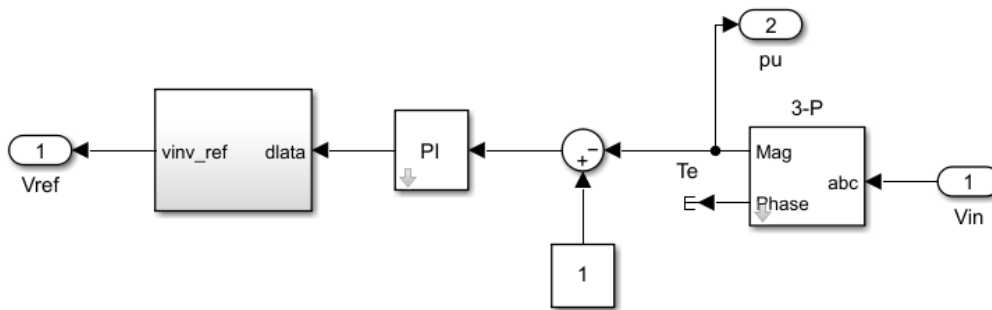 2
pu
3-P
1
Vref
vinv_ref
dlata
PI
−
+
Te
Mag
Phase
abc
E
1
Vin
1